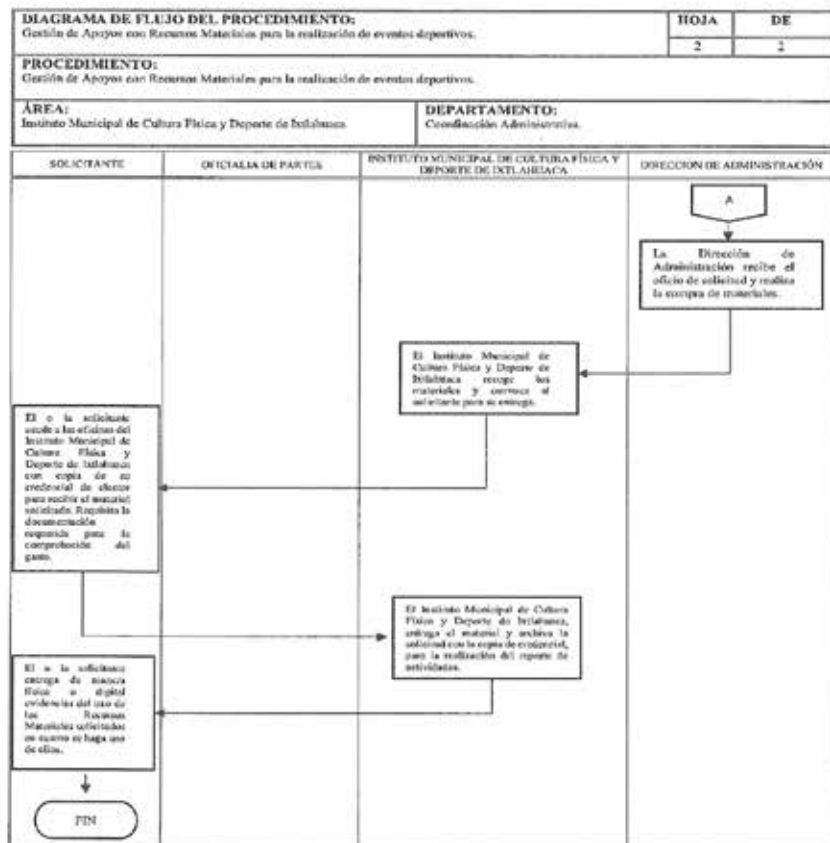 DIAGRAMA DE FLUJO DEL PROCEDIMIENTO:
Gestión de Apoyos con Recursos Materiales para la realización de eventos deportivos.
HOJA DE
2 2
PROCEDIMIENTO:
Gestión de Apoyos con Recursos Materiales para la realización de eventos deportivos.
ÁREA:
Instituto Municipal de Cultura Física y Deporte de Ixtlahuaca
DEPARTAMENTO:
Coordinación Administrativa.
SOLICITANTE
OFICIALIA DE PARTES
INSTITUTO MUNICIPAL DE CULTURA FÍSICA Y
DEPORTE DE IXTLAHUACA
DIRECCION DE ADMINISTRACIÓN
A
La Dirección de
Administración recibe el
oficio de solicitud y realiza
la compra de materiales.
El Instituto Municipal de
Cultura Física y Deporte de
Ixtlahuaca recoge los
materiales y convoca al
solicitante para su entrega.
El o la solicitante
acude a las oficinas del
Instituto Municipal de
Cultura Física y
Deporte de Ixtlahuaca
con copia de su
credencial de elector
para recibir el material
solicitado. Requisita la
documentación
requerida para la
comprobación del
gasto.
El Instituto Municipal de Cultura
Física y Deporte de Ixtlahuaca,
entrega el material y archiva la
solicitud con la copia de credencial,
para la realización del reporte de
actividades.
El o la solicitante
entrega de manera
física o digital
evidencias del uso de
los Recursos
Materiales solicitados
en cuanto se haga uso
de ellos.
FIN